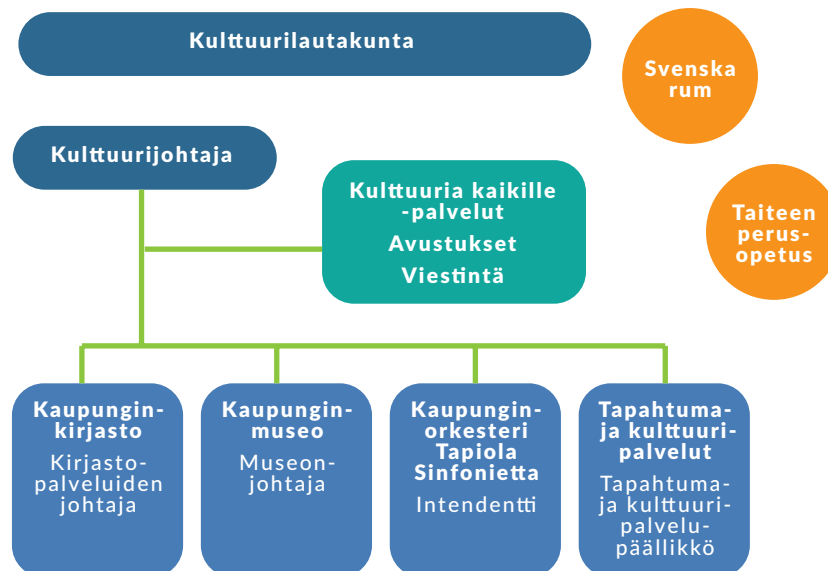 Kulttuurilautakunta
Svenska
rum
Kulttuurijohtaja
Kulttuuria kaikille
-palvelut
Avustukset
Viestintä
Taiteen
perus-
opetus
Kaupungin-
kirjasto
Kirjasto-
palveluiden
johtaja
Kaupungin-
museo
Museon-
johtaja
Kaupungin-
orkesteri
Tapiola
Sinfonietta
Intendentti
Tapahtuma-
ja kulttuuri-
palvelut
Tapahtuma-
ja kulttuuri-
palvelu-
päällikkö